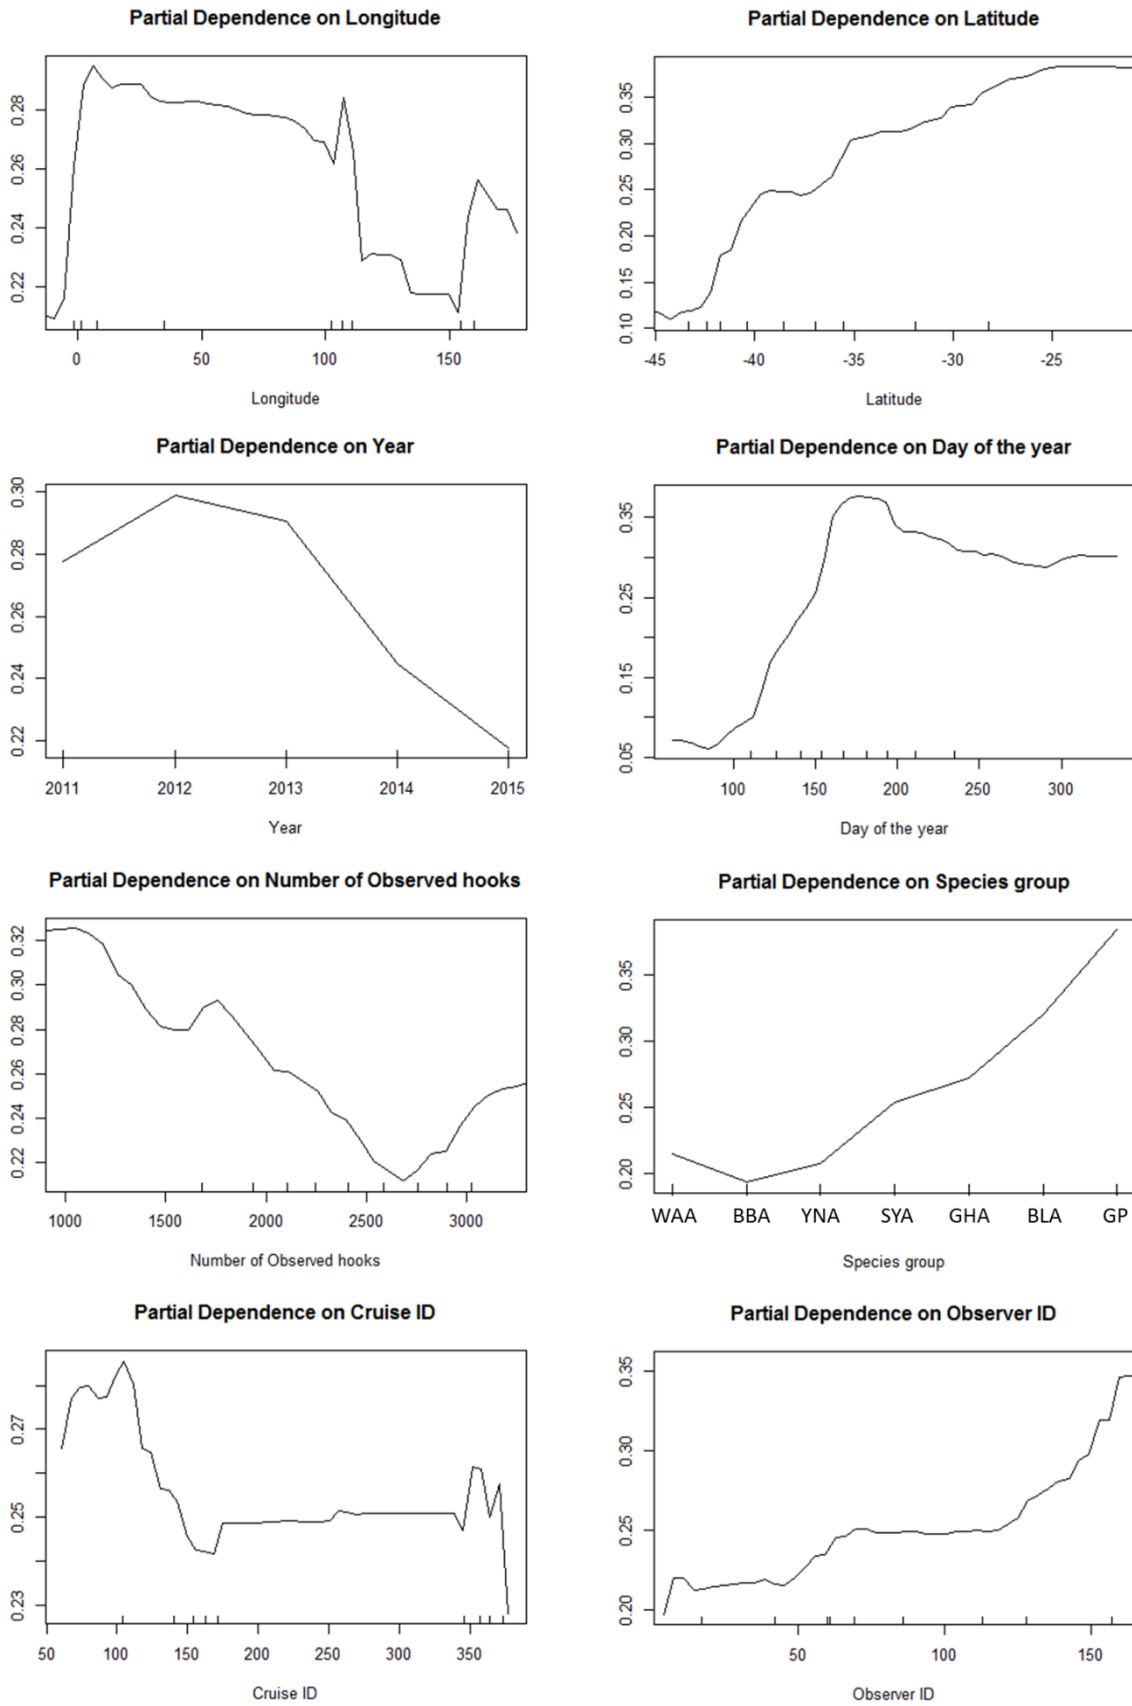 Partial Dependence on Longitude
0.28
0.26
0.24
0.22
0 50 100 150
Longitude
Partial Dependence on Latitude
0.35
0.30
0.25
0.20
0.15
0.10
-45 -40 -35 -30 -25
Latitude
Partial Dependence on Year
0.30
0.28
0.26
0.24
0.22
2011 2012 2013 2014 2015
Year
Partial Dependence on Day of the year
0.35
0.25
0.15
0.05
100 150 200 250 300
Day of the year
Partial Dependence on Number of Observed hooks
0.32
0.30
0.28
0.26
0.24
0.22
1000 1500 2000 2500 3000
Number of Observed hooks
Partial Dependence on Species group
0.35
0.30
0.25
0.20
WAA BBA YNA SYA GHA BLA GP
Species group
Partial Dependence on Cruise ID
0.27
0.25
0.23
50 100 150 200 250 300 350
Cruise ID
Partial Dependence on Observer ID
0.35
0.30
0.25
0.20
50 100 150
Observer ID